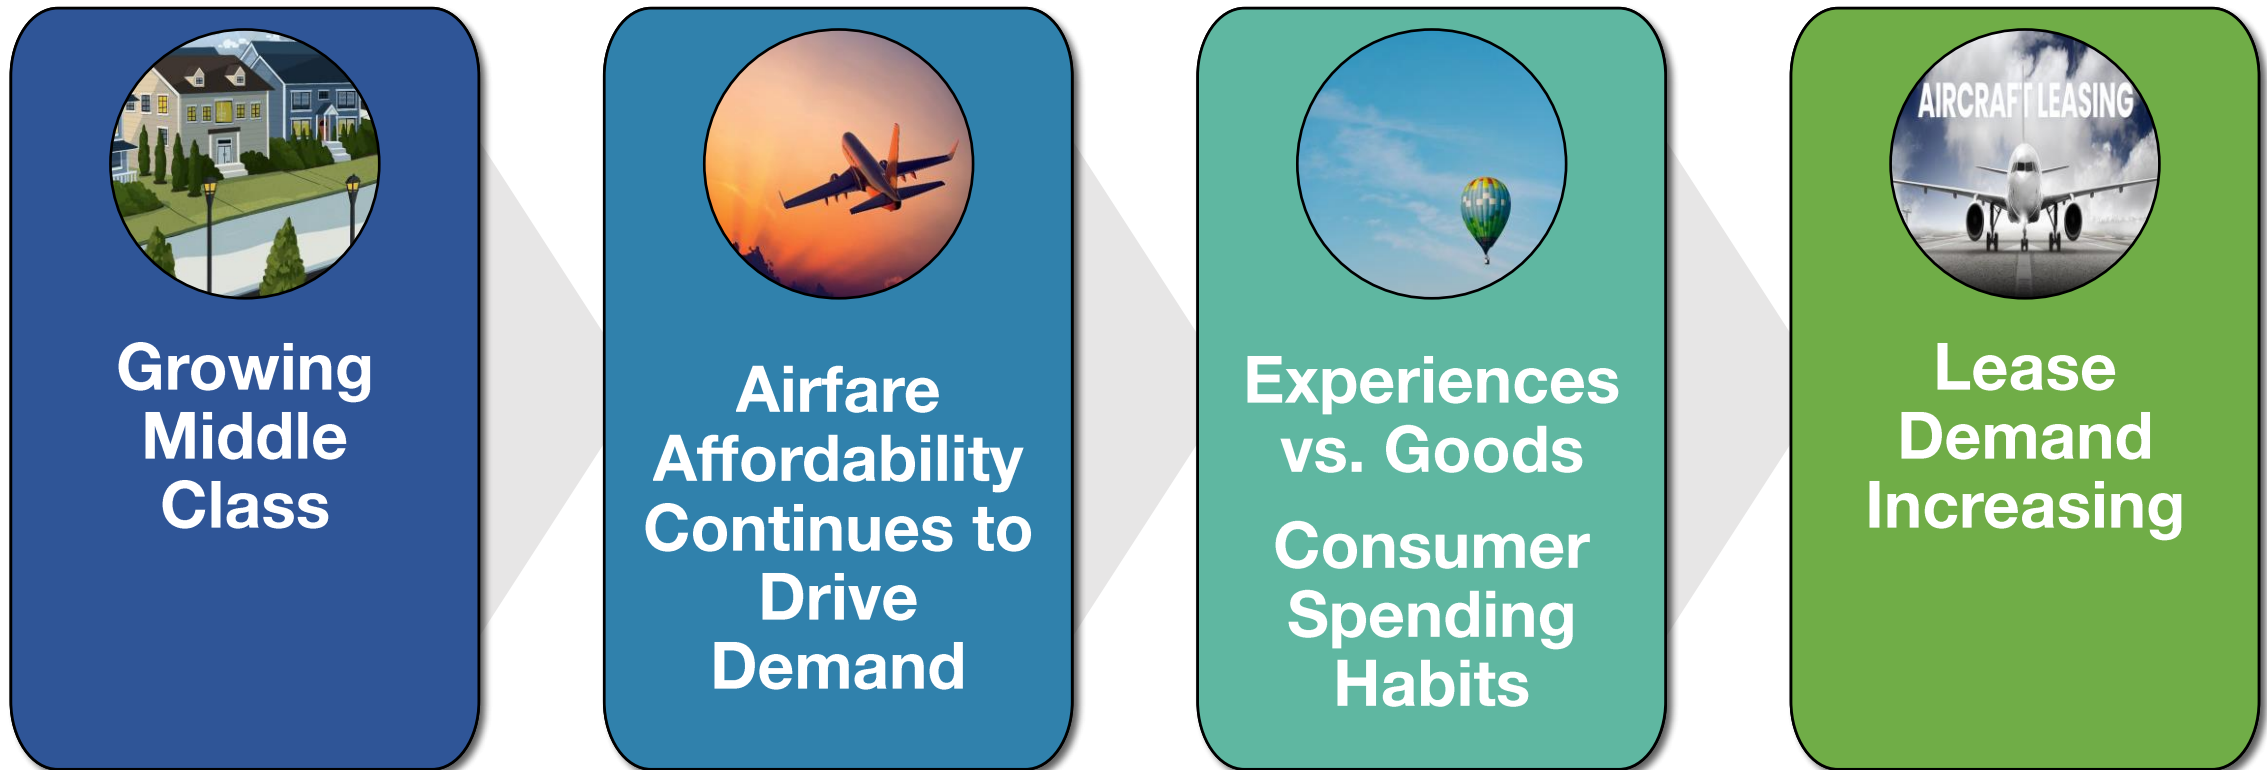 Growing
Middle
Class
Airfare
Affordability
Continues to
Drive
Demand
Experiences
vs. Goods
Consumer
Spending
Habits
AIRCRAFT LEASING
Lease
Demand
Increasing